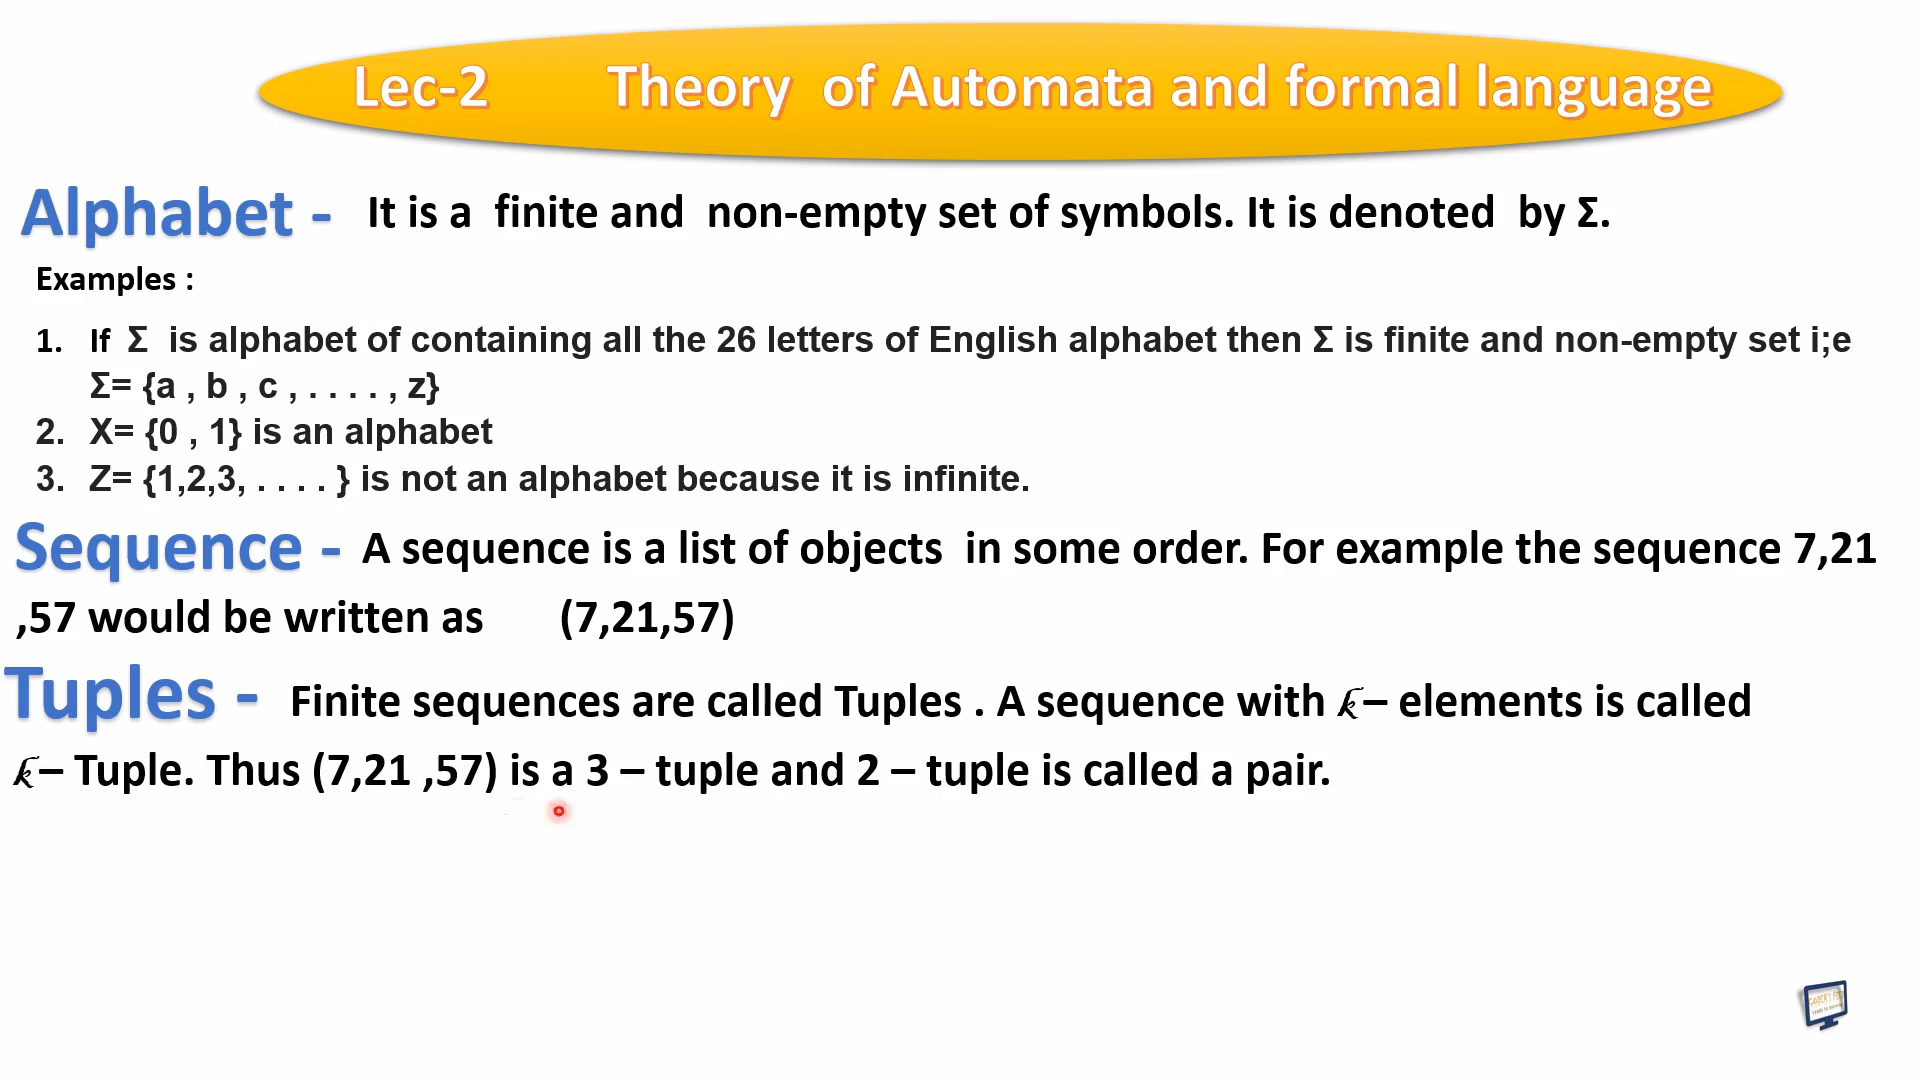 Lec-2 Theory of Automata and formal language
Alphabet - It is a finite and non-empty set of symbols. It is denoted by Σ.
Examples :
1. If Σ is alphabet of containing all the 26 letters of English alphabet then Σ is finite and non-empty set i;e
Σ= {a , b , c , . . . . , z}
2. X= {0 , 1} is an alphabet
3. Z= {1,2,3, . . . . } is not an alphabet because it is infinite.
Sequence - A sequence is a list of objects in some order. For example the sequence 7,21
,57 would be written as (7,21,57)
Tuples - Finite sequences are called Tuples . A sequence with 𝓀 – elements is called
𝓀 – Tuple. Thus (7,21 ,57) is a 3 – tuple and 2 – tuple is called a pair.